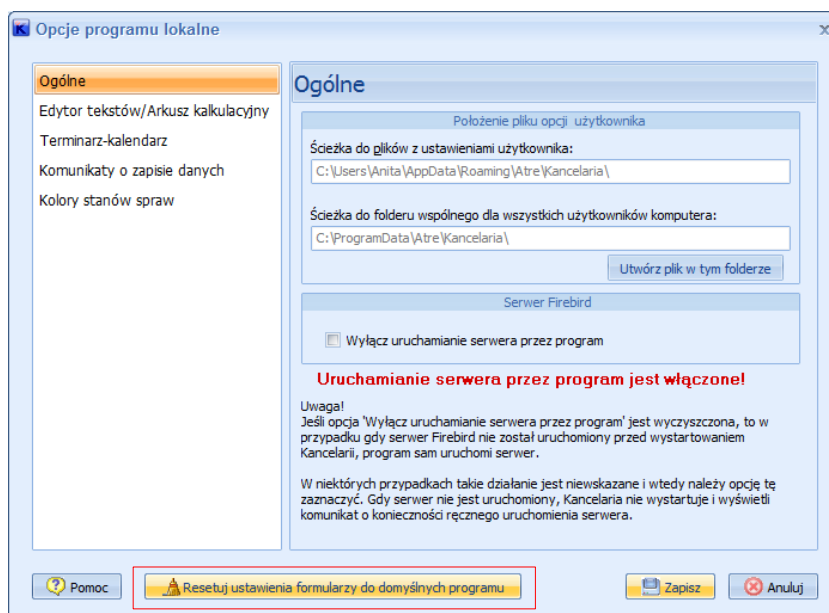 Opcje programu lokalne
Ogólne
Edytor tekstów/Arkusz kalkulacyjny
Terminarz-kalendarz
Komunikaty o zapisie danych
Kolory stanów spraw
Ogólne
Położenie pliku opcji użytkownika
Ścieżka do plików z ustawieniami użytkownika:
C:\Users\Anita\AppData\Roaming\Atre\Kancelaria\
Ścieżka do folderu wspólnego dla wszystkich użytkowników komputera:
C:\ProgramData\Atre\Kancelaria\
Utwórz plik w tym folderze
Serwer Firebird
Wyłącz uruchamianie serwera przez program
Uruchamianie serwera przez program jest włączone!
Uwaga!
Jeśli opcja 'Wyłącz uruchamianie serwera przez program' jest wyczyszczona, to w
przypadku gdy serwer Firebird nie został uruchomiony przed wystartowaniem
Kancelarii, program sam uruchomi serwer.
W niektórych przypadkach takie działanie jest niewskazane i wtedy należy opcję tę
zaznaczyć. Gdy serwer nie jest uruchomiony, Kancelaria nie wystartuje i wyświetli
komunikat o konieczności ręcznego uruchomienia serwera.
Pomoc
Resetuj ustawienia formularzy do domyślnych programu
Zapisz
Anuluj